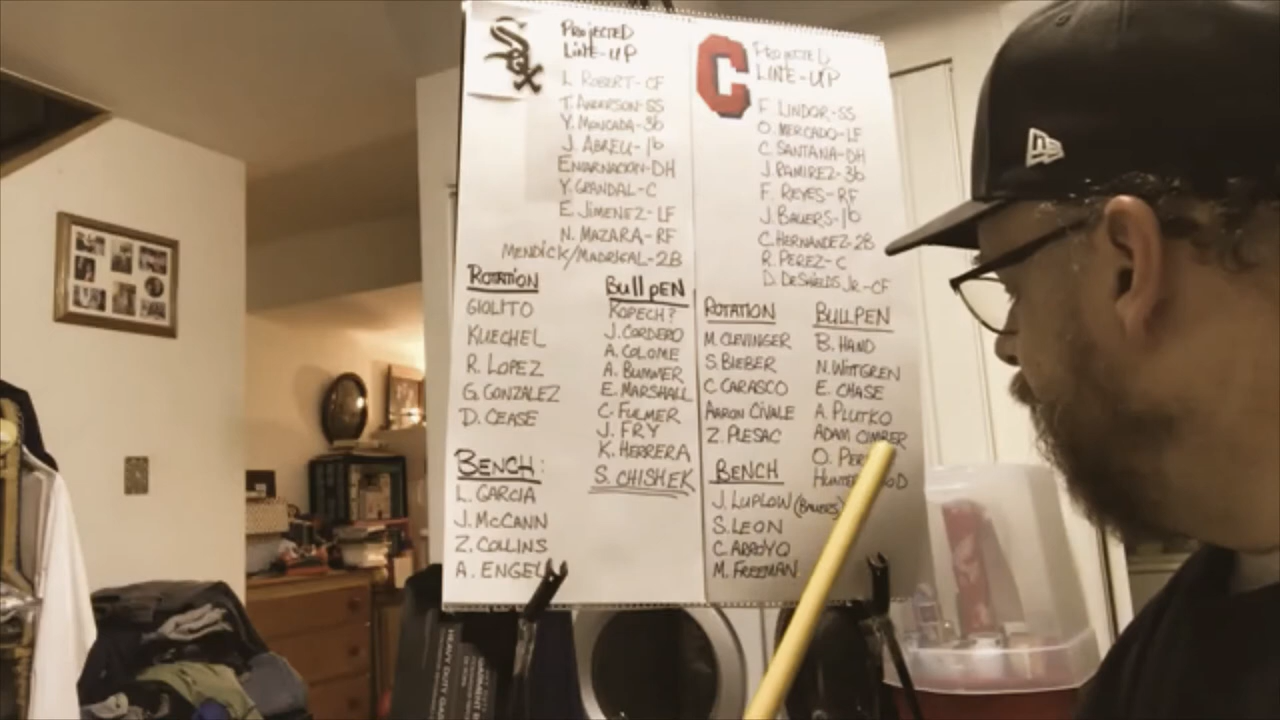 Sox
PROJECTED
LINE-UP
L. ROBERT-CF
T. ANDERSON-SS
Y. MONCADA-3b
J. ABREU-1b
ENCARNACION-DH
Y. GRANDAL-C
E. JIMENEZ-LF
N. MAZARA-RF
MENDICK/MADRIGAL-2B
ROTATION
GIOLITO
KUECHEL
R. LOPEZ
G. GONZALEZ
D. CEASE
BullPEN
KOPECH?
J. CORDERO
A. COLOME
A. BUMMER
E. MARSHALL
C. FULMER
J. FRY
K. HERRERA
S. CHISHEK
BENCH:
L. GARCIA
J. McCANN
Z. COLLINS
A. ENGEL
C
PROJECTED
LINE-UP
F. LINDOR-SS
O. MERCADO-LF
C. SANTANA-DH
J. RAMIREZ-3b
F. REYES-RF
J. BAUERS-1b
C. HERNANDEZ-2B
R. PEREZ-C
D. DESHIELDS JR.-CF
ROTATION
M. CLEVINGER
S. BIEBER
C. CARASCO
AARON CIVALE
Z. PLESAC
BULLPEN
B. HAND
N. WITTGREN
E. CHASE
A. PLUTKO
ADAM CIMBER
O.
BENCH
J. LUPLOW (BAUERS)
S. LEON
C. ARROYO
M. FREEMAN
HEAVY DUTY